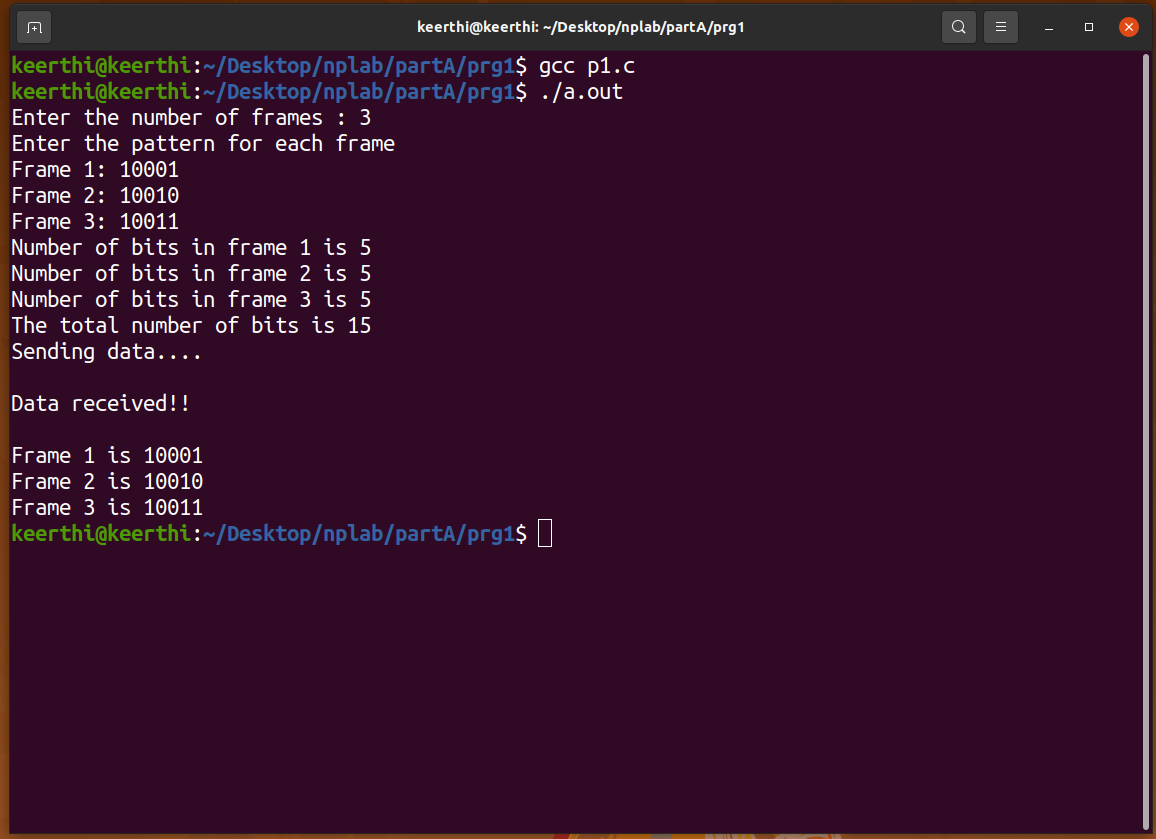 keerthi@keerthi: ~/Desktop/nplab/partA/prg1
keerthi@keerthi:~/Desktop/nplab/partA/prg1$ gcc p1.c
keerthi@keerthi:~/Desktop/nplab/partA/prg1$ ./a.out
Enter the number of frames : 3
Enter the pattern for each frame
Frame 1: 10001
Frame 2: 10010
Frame 3: 10011
Number of bits in frame 1 is 5
Number of bits in frame 2 is 5
Number of bits in frame 3 is 5
The total number of bits is 15
Sending data....
Data received!!
Frame 1 is 10001
Frame 2 is 10010
Frame 3 is 10011
keerthi@keerthi:~/Desktop/nplab/partA/prg1$